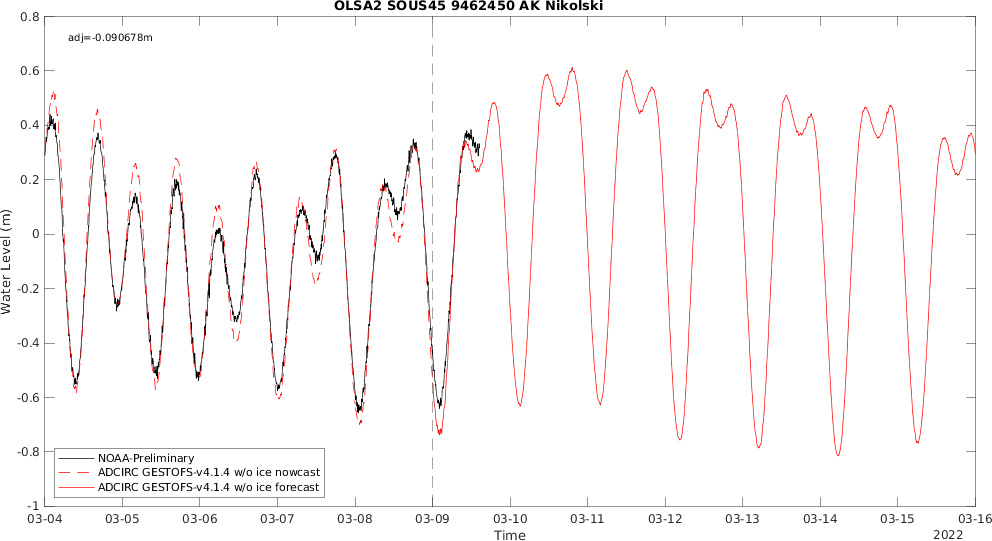 OLSA2 SOUS45 9462450 AK Nikolski
adj=-0.090678m
0.8
0.6
0.4
0.2
0
-0.2
-0.4
-0.6
-0.8
-1
Water Level (m)
NOAA-Preliminary
ADCIRC GESTOFS-v4.1.4 w/o ice nowcast
ADCIRC GESTOFS-v4.1.4 w/o ice forecast
03-04 03-05 03-06 03-07 03-08 03-09 03-10 03-11 03-12 03-13 03-14 03-15 03-16
Time
2022